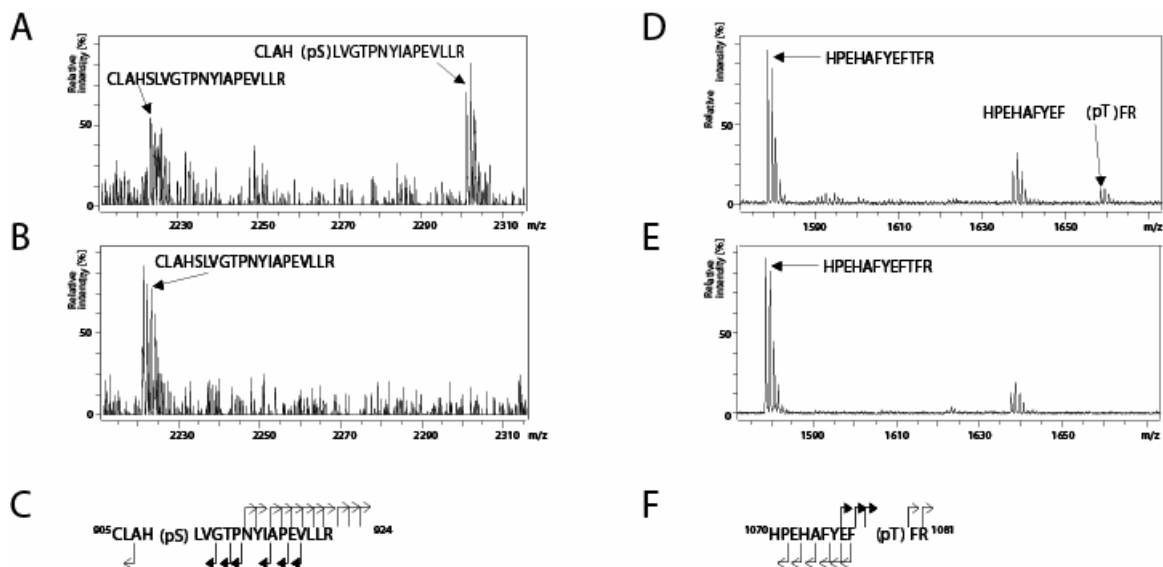 A
Relative intensity [%]
50
0
CLAHSLVGTPNYIAPEVLLR
CLAH (pS)LVGTPNYIAPEVLLR
2230 2250 2270 2290 2310 m/z
B
Relative intensity [%]
50
0
CLAHSLVGTPNYIAPEVLLR
2230 2250 2270 2290 2310 m/z
C
905CLAH (pS) LVGTPNYIAPEVLLR 924
D
Relative intensity [%]
50
0
HPEHAFYEFTFR
HPEHAFYEF (pT)FR
1590 1610 1630 1650 m/z
E
Relative intensity [%]
50
0
HPEHAFYEFTFR
1590 1610 1630 1650 m/z
F
1070HPEHAFYEF (pT) FR1081